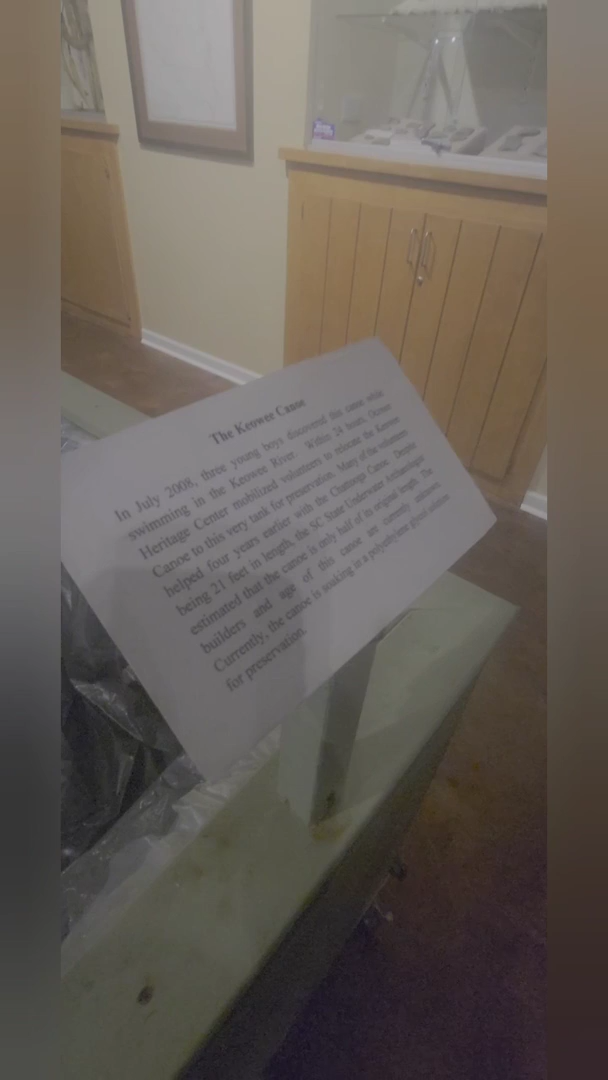 The Keowee Canoe
In July 2008, three young boys discovered this canoe while
swimming in the Keowee River. Within 24 hours, Oconee
Heritage Center mobilized volunteers to relocate the Keowee
Canoe to this very tank for preservation. Many of the volunteers
helped four years earlier with the Chattooga Canoe. Despite
being 21 feet in length, the SC State Underwater Archaeologist
estimated that the canoe is only half of its original length. The
builders and age of this canoe are currently unknown.
Currently, the canoe is soaking in a polyethylene glycol solution
for preservation.